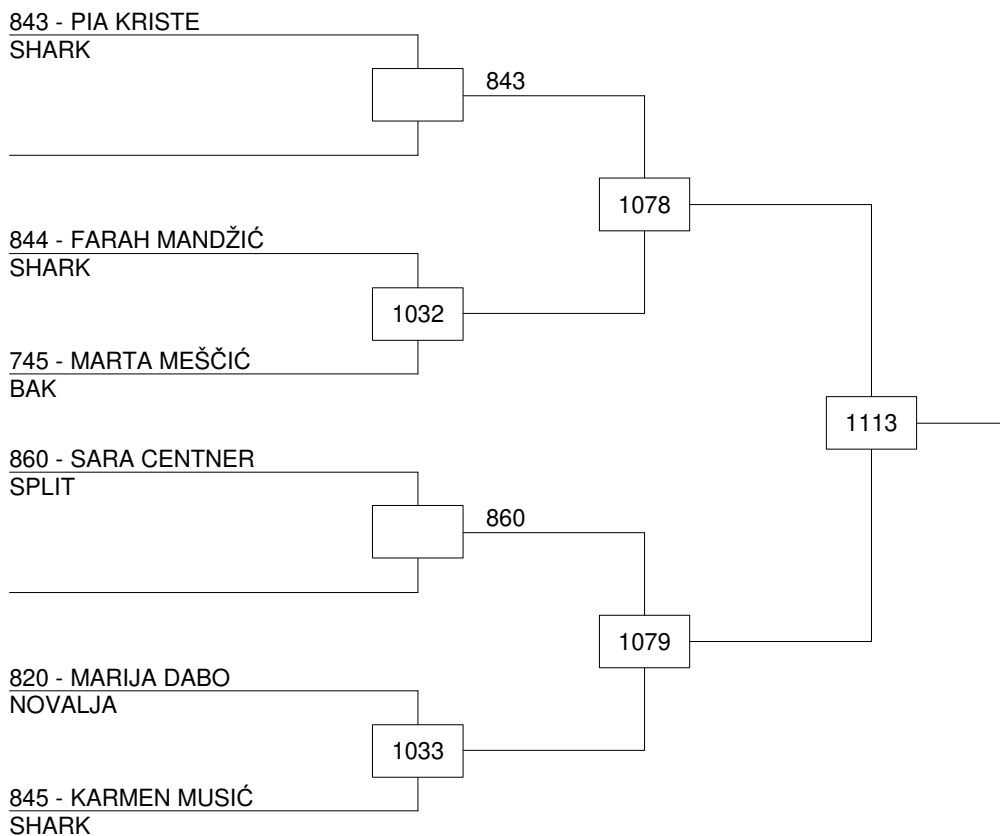 843 - PIA KRISTE
SHARK
843
1078
844 - FARAH MANDŽIĆ
SHARK
1032
745 - MARTA MEŠČIĆ
BAK
1113
860 - SARA CENTNER
SPLIT
860
1079
820 - MARIJA DABO
NOVALJA
1033
845 - KARMEN MUSIĆ
SHARK